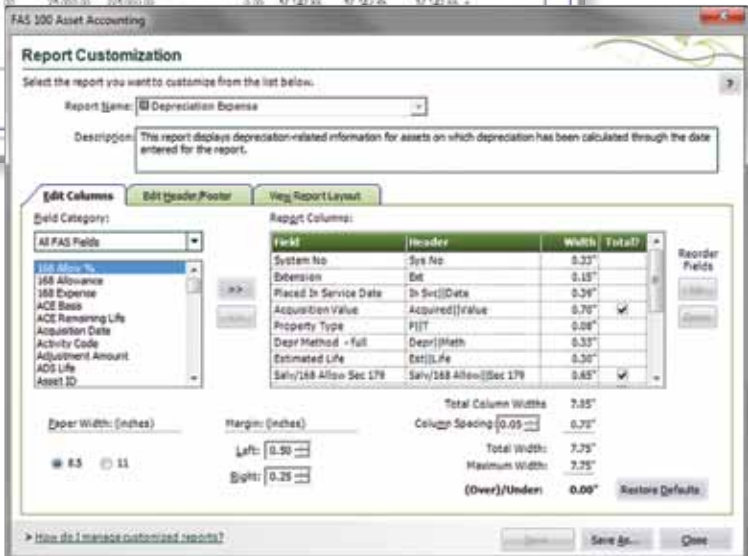 FAS 100 Asset Accounting
Report Customization
Select the report you want to customize from the list below.
?
Report Name: Depreciation Expense
Description: This report displays depreciation-related information for assets on which depreciation has been calculated through the date
entered for the report.
Edit Columns Edit Header/Footer View Report Layout
Field Category: Report Columns:
All FAS Fields
Field Header Width Total?
168 Allow %
168 Allowance
168 Expense
ACE Basis
ACE Remaining Life
Acquisition Date
Activity Code
Adjustment Amount
ADS Life
Asset ID
>>
System No Sys No 0.33"
Extension Ext 0.15"
Placed In Service Date In Svc||Date
Acquisition Value Acquired||Value 0.70"
Property Type P||T 0.08"
Depr Method - full Depr||Meth 0.33"
Estimated Life Est||Life 0.30"
Salv/168 Allow Sec 179 Salv/168 Allow||Sec 179 0.65"
Reorder
Fields
Total Column Widths
Paper Width: (inches) Margin: (inches) Column Spacing 0.05 0.70"
Left: 0.50 Total Width: 7.75"
8.5 11
Right: 0.25 Maximum Width: 7.75"
(Over)/Under: 0.00" Restore Defaults
> How do I manage customized reports?
Save Save As... Close